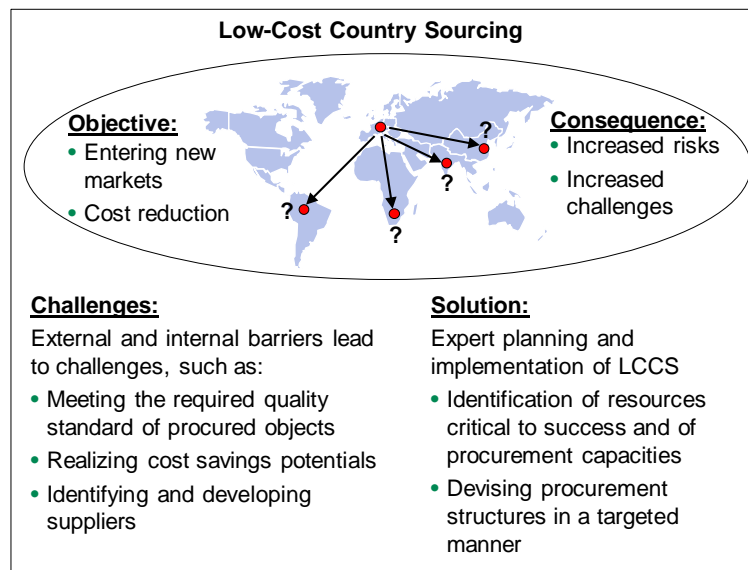 Low-Cost Country Sourcing
Objective:
• Entering new
markets
• Cost reduction
?
?
?
?
Consequence:
• Increased risks
• Increased
challenges
Challenges:
External and internal barriers lead
to challenges, such as:
• Meeting the required quality
standard of procured objects
• Realizing cost savings potentials
• Identifying and developing
suppliers
Solution:
Expert planning and
implementation of LCCS
• Identification of resources
critical to success and of
procurement capacities
• Devising procurement
structures in a targeted
manner